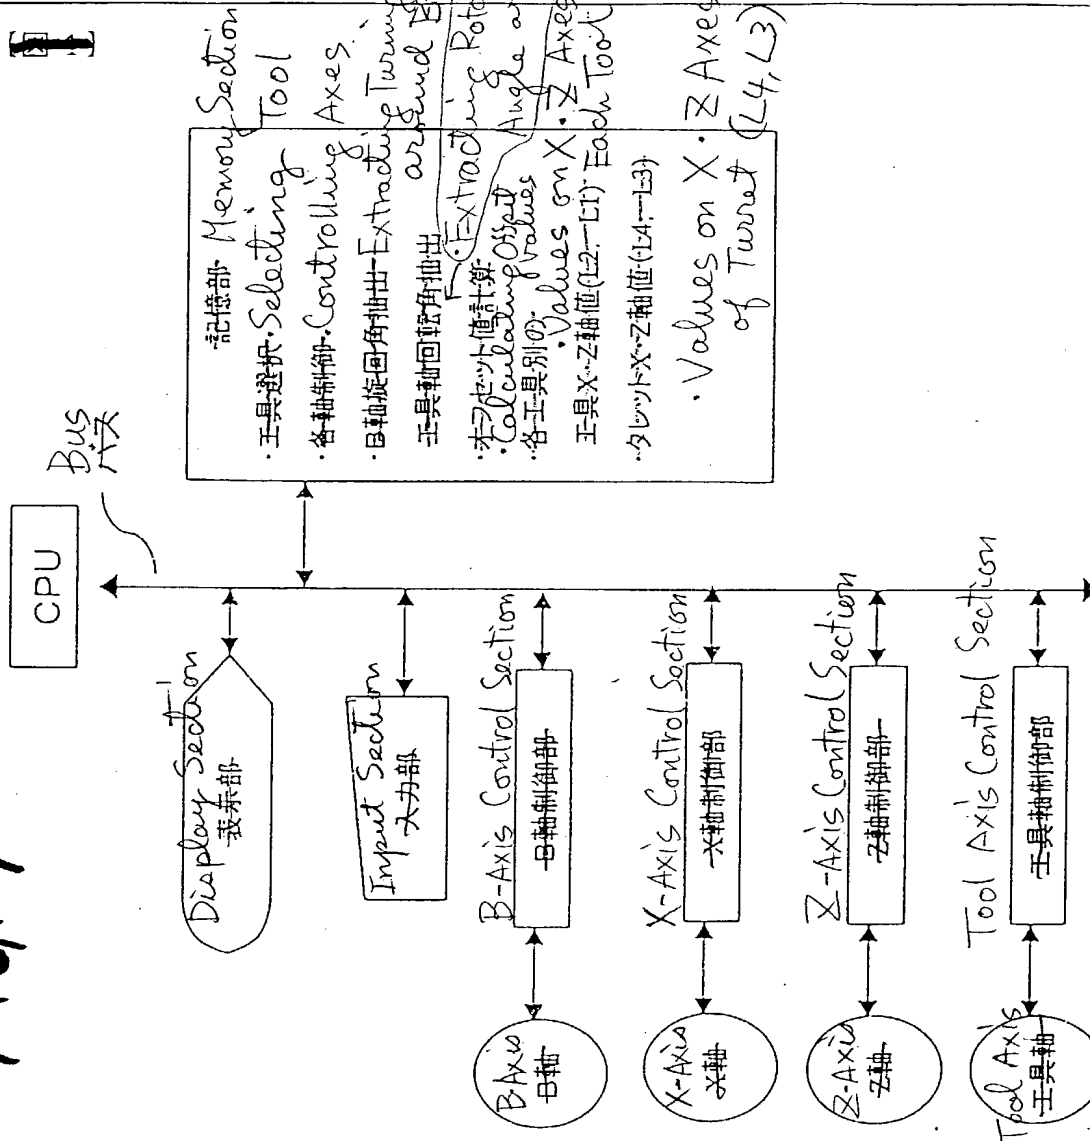 CPU
Bus
バス
Display Section
表示部
Input Section
入力部
B-Axis Control Section
B軸制御部
X-Axis Control Section
X軸制御部
Z-Axis Control Section
Z軸制御部
Tool Axis Control Section
工具軸制御部
B-Axis
B軸
X-Axis
X軸
Z-Axis
Z軸
Tool Axis
工具軸
記憶部 Memory Section
・工具選択・Selecting Tool
・各軸制御・Controlling Axes
・B軸旋回角抽出・Extracting Turning
around
工具軸回転角抽出
・Extracting
Angle
・オフセット値計算
・Calculating Offset Values
・各工具別の
・Values on X・Z Axes
工具X・Z軸値(L2, L1) Each Tool
・タレットX・Z軸値(L4, L3)
・Values on X・Z Axes
of Turret (L4, L3)